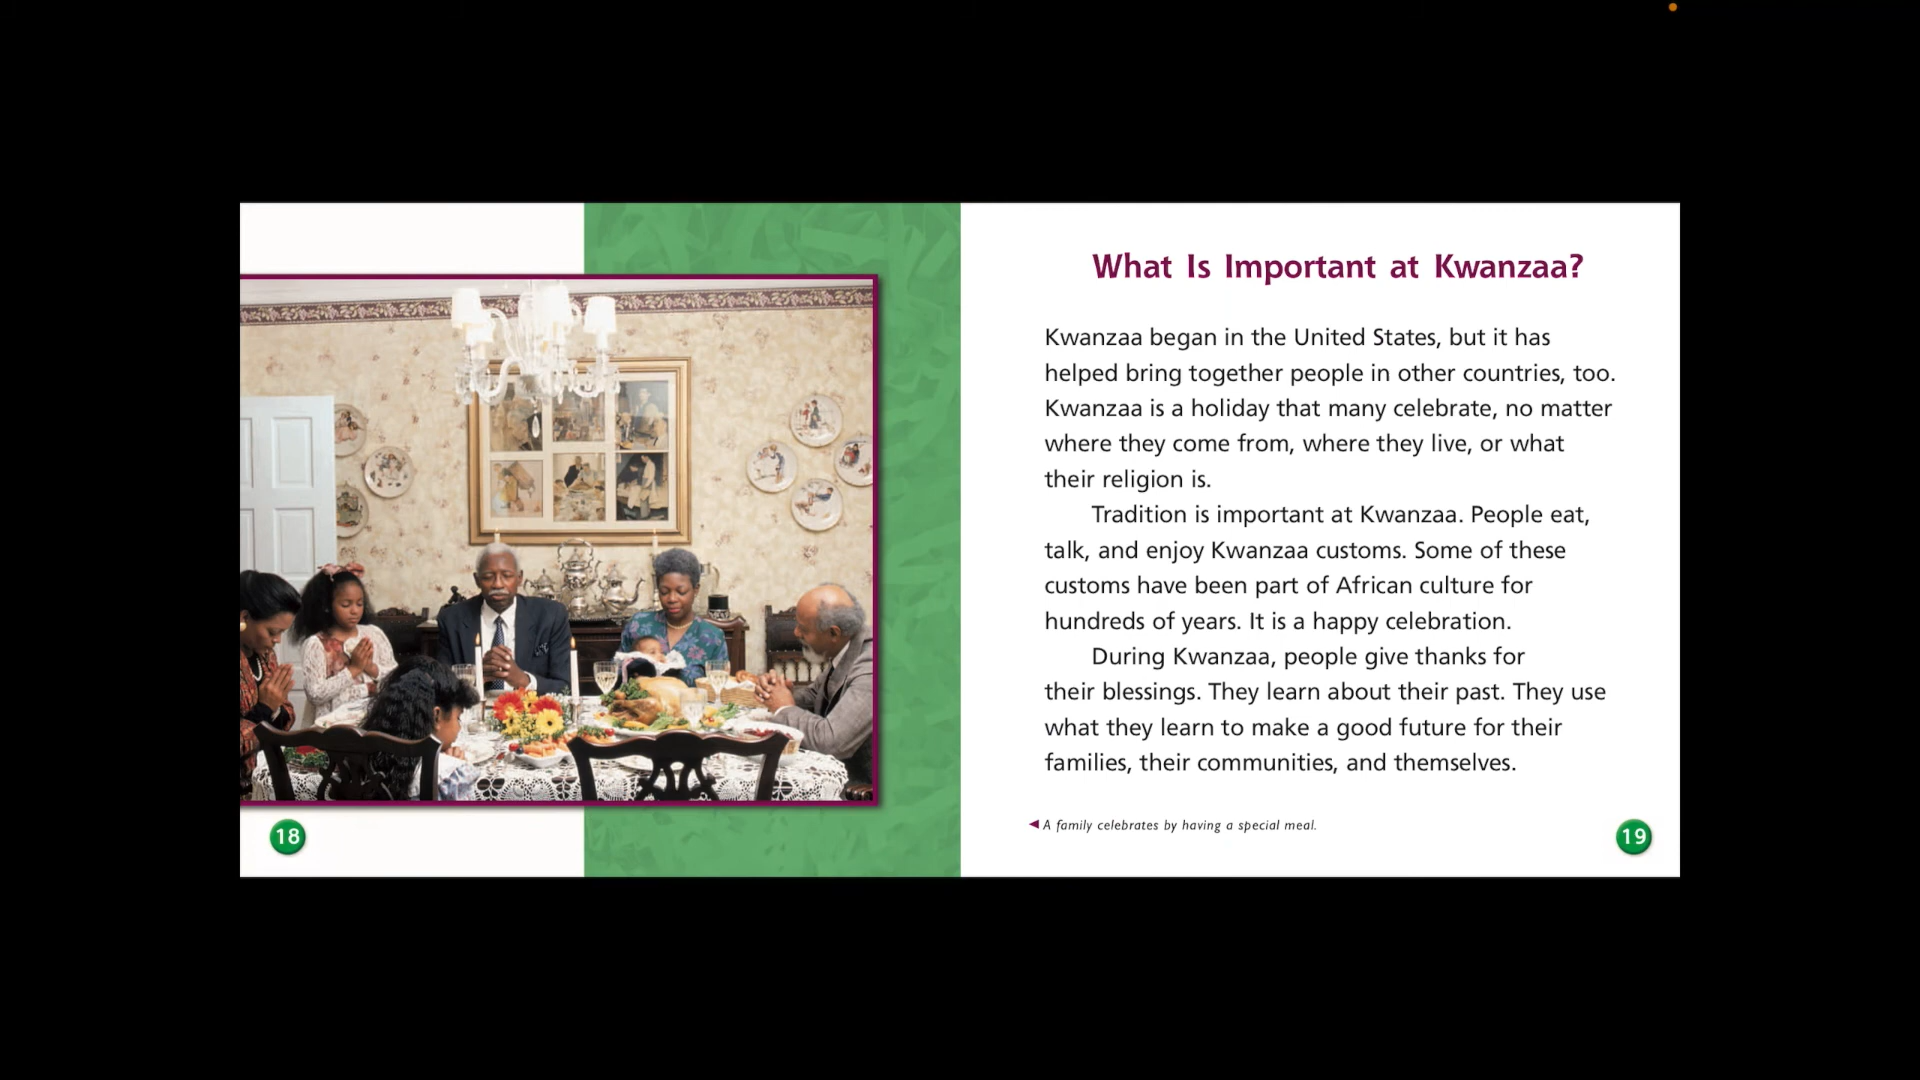 What Is Important at Kwanzaa?
Kwanzaa began in the United States, but it has
helped bring together people in other countries, too.
Kwanzaa is a holiday that many celebrate, no matter
where they come from, where they live, or what
their religion is.
Tradition is important at Kwanzaa. People eat,
talk, and enjoy Kwanzaa customs. Some of these
customs have been part of African culture for
hundreds of years. It is a happy celebration.
During Kwanzaa, people give thanks for
their blessings. They learn about their past. They use
what they learn to make a good future for their
families, their communities, and themselves.
A family celebrates by having a special meal.
18
19